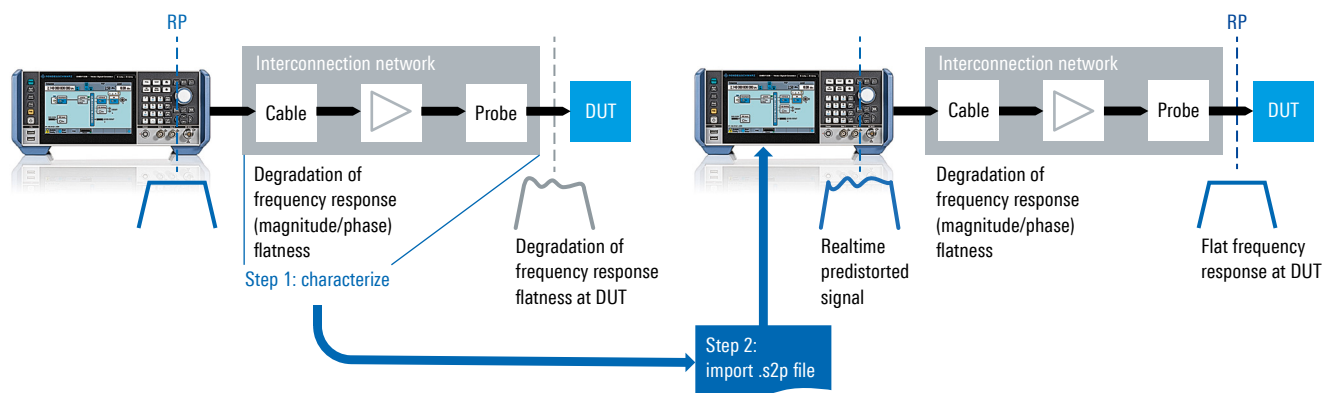 RP
Interconnection network
Cable
Probe
DUT
Degradation of
frequency response
(magnitude/phase)
flatness
Step 1: characterize
Degradation of
frequency response
flatness at DUT
Step 2:
import .s2p file
Realtime
predistorted
signal
RP
Interconnection network
Cable
Probe
DUT
Degradation of
frequency response
(magnitude/phase)
flatness
Flat frequency
response at DUT